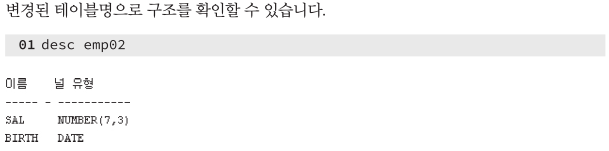 변경된 테이블명으로 구조를 확인할 수 있습니다.
01 desc emp02
이름 널 유형
----- - -----------
SAL NUMBER(7,3)
BIRTH DATE